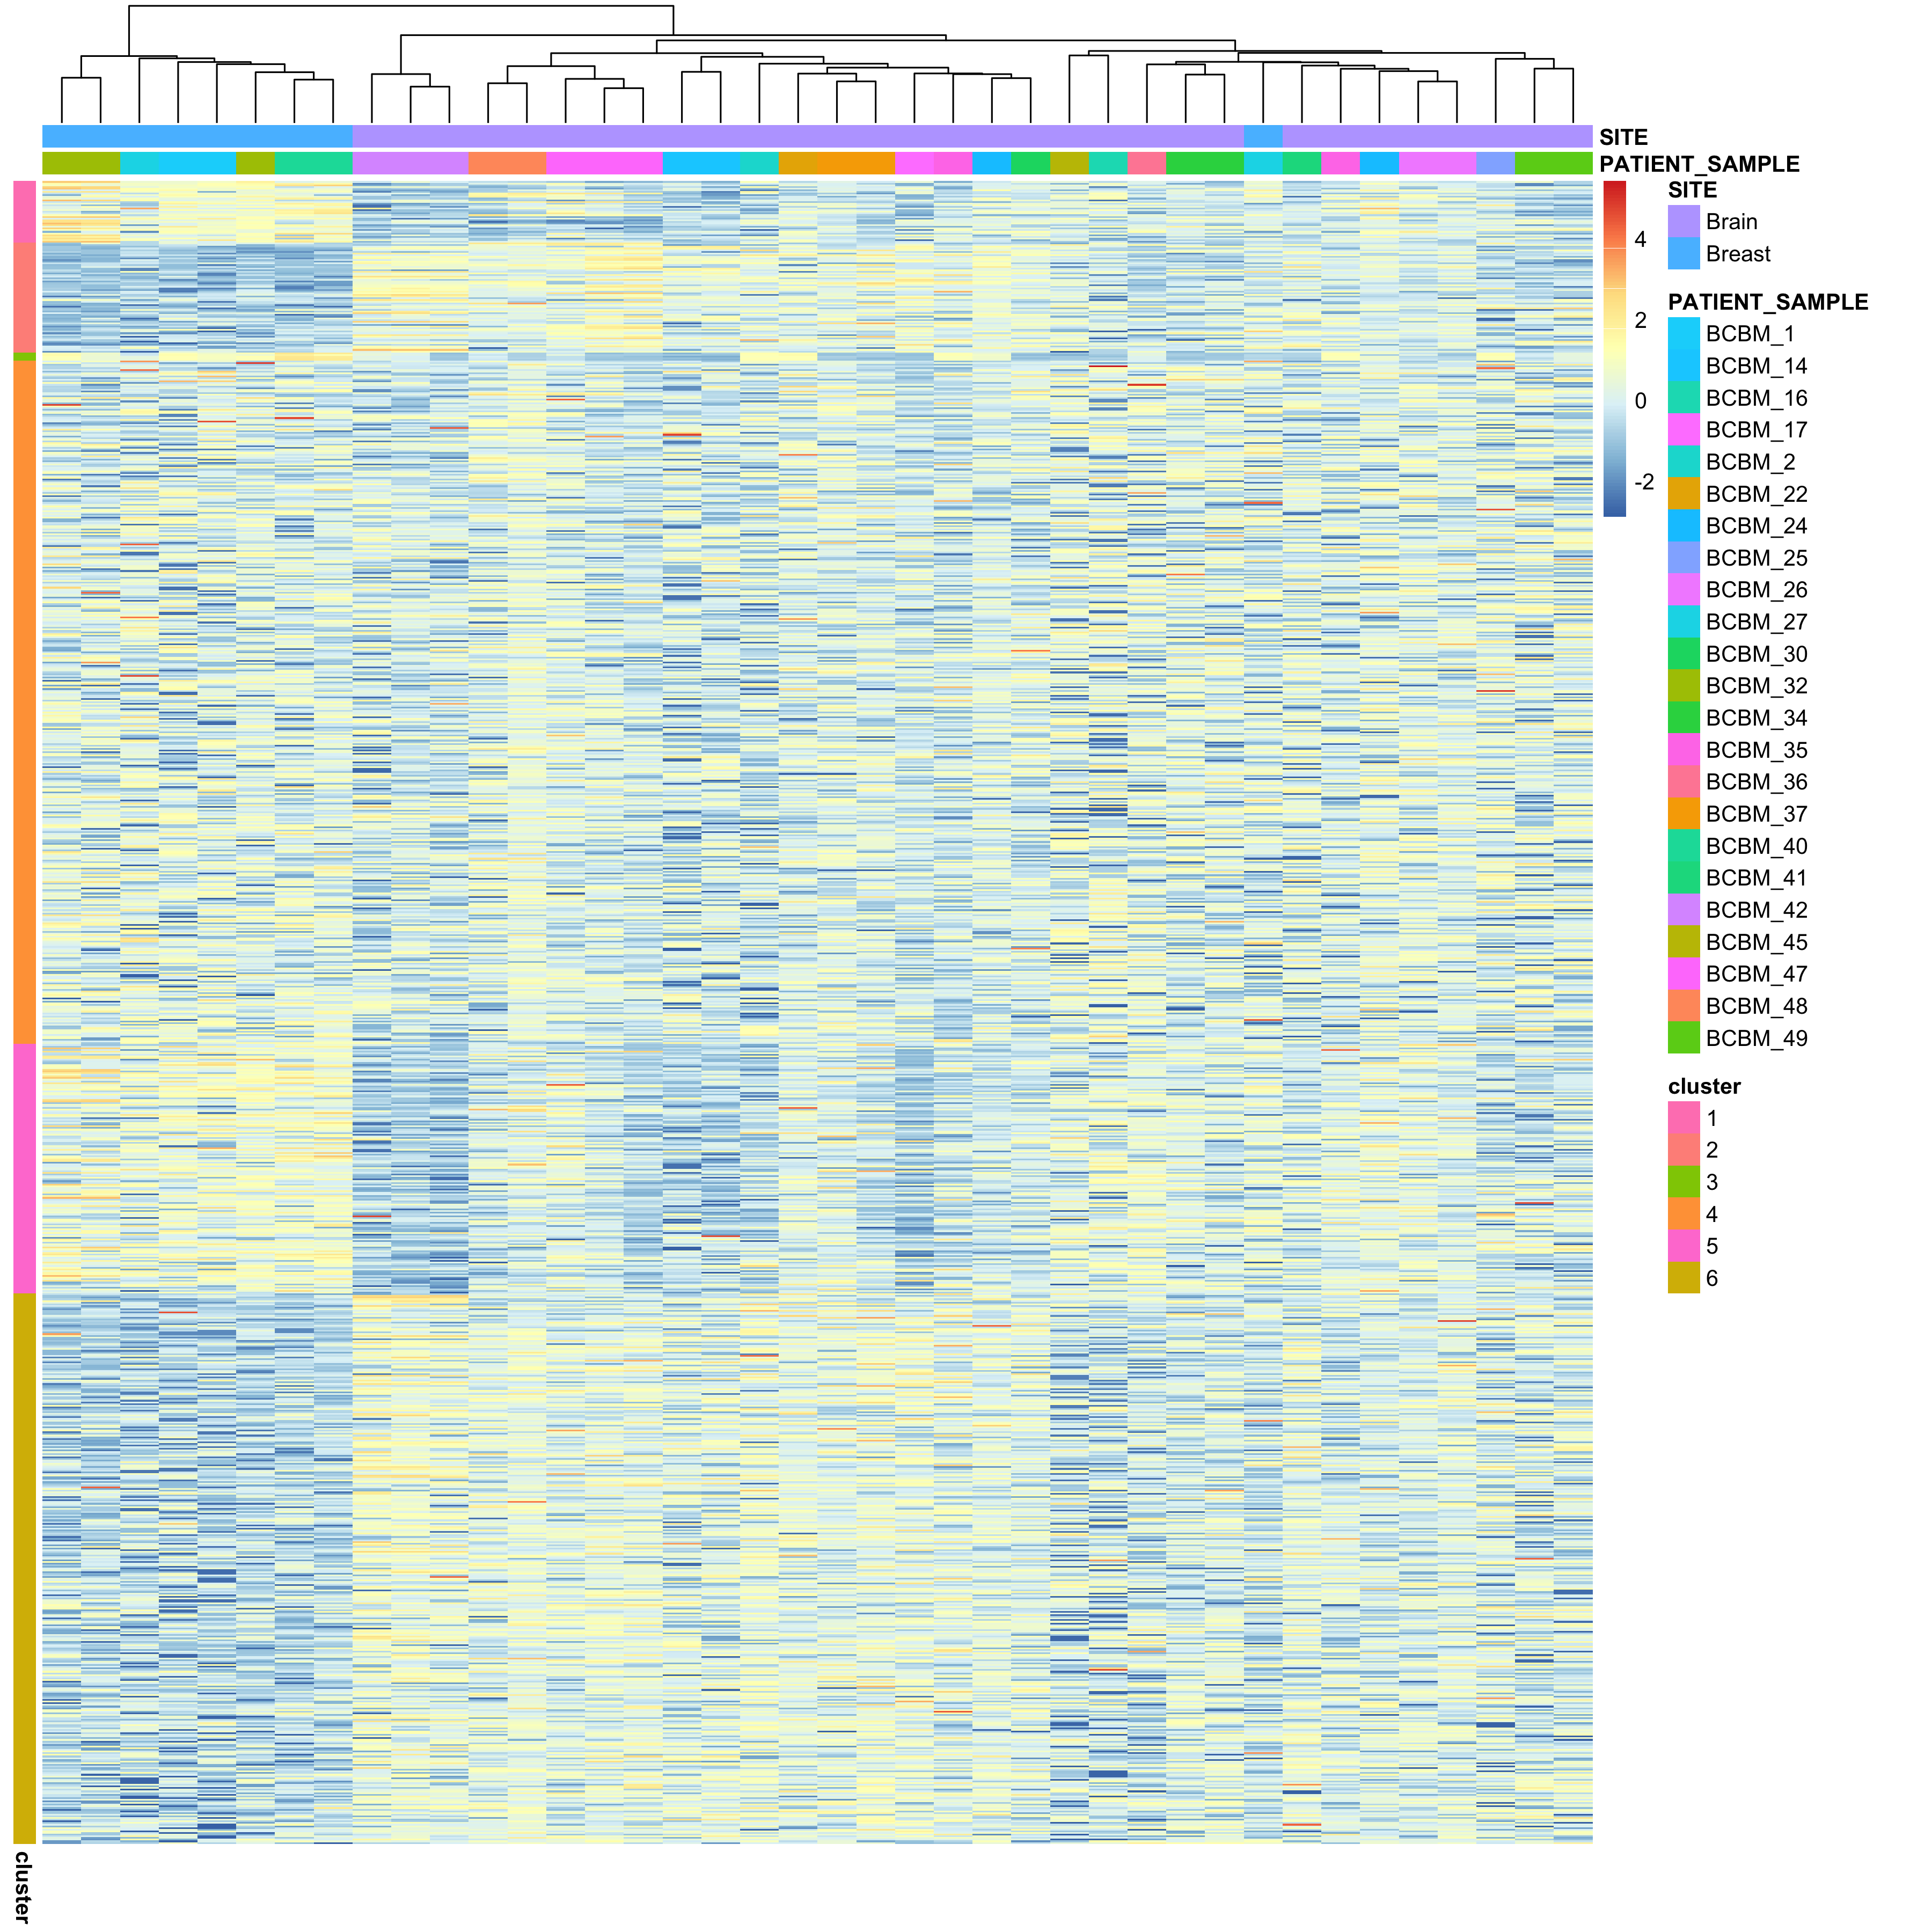 SITE
PATIENT_SAMPLE
4
2
0
-2
SITE
Brain
Breast
PATIENT_SAMPLE
BCBM_1
BCBM_14
BCBM_16
BCBM_17
BCBM_2
BCBM_22
BCBM_24
BCBM_25
BCBM_26
BCBM_27
BCBM_30
BCBM_32
BCBM_34
BCBM_35
BCBM_36
BCBM_37
BCBM_40
BCBM_41
BCBM_42
BCBM_45
BCBM_47
BCBM_48
BCBM_49
cluster
1
2
3
4
5
6
cluster